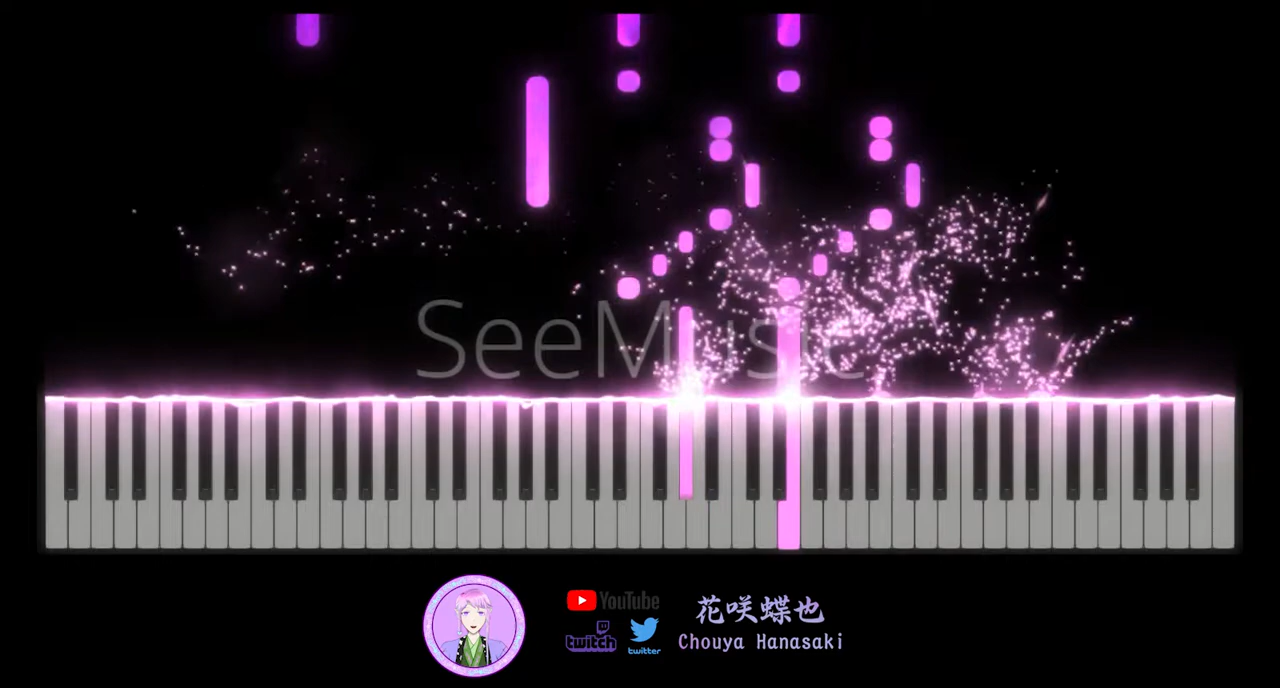 SeeMusic
YouTube
twitch
twitter
花咲蝶也
Chouya Hanasaki